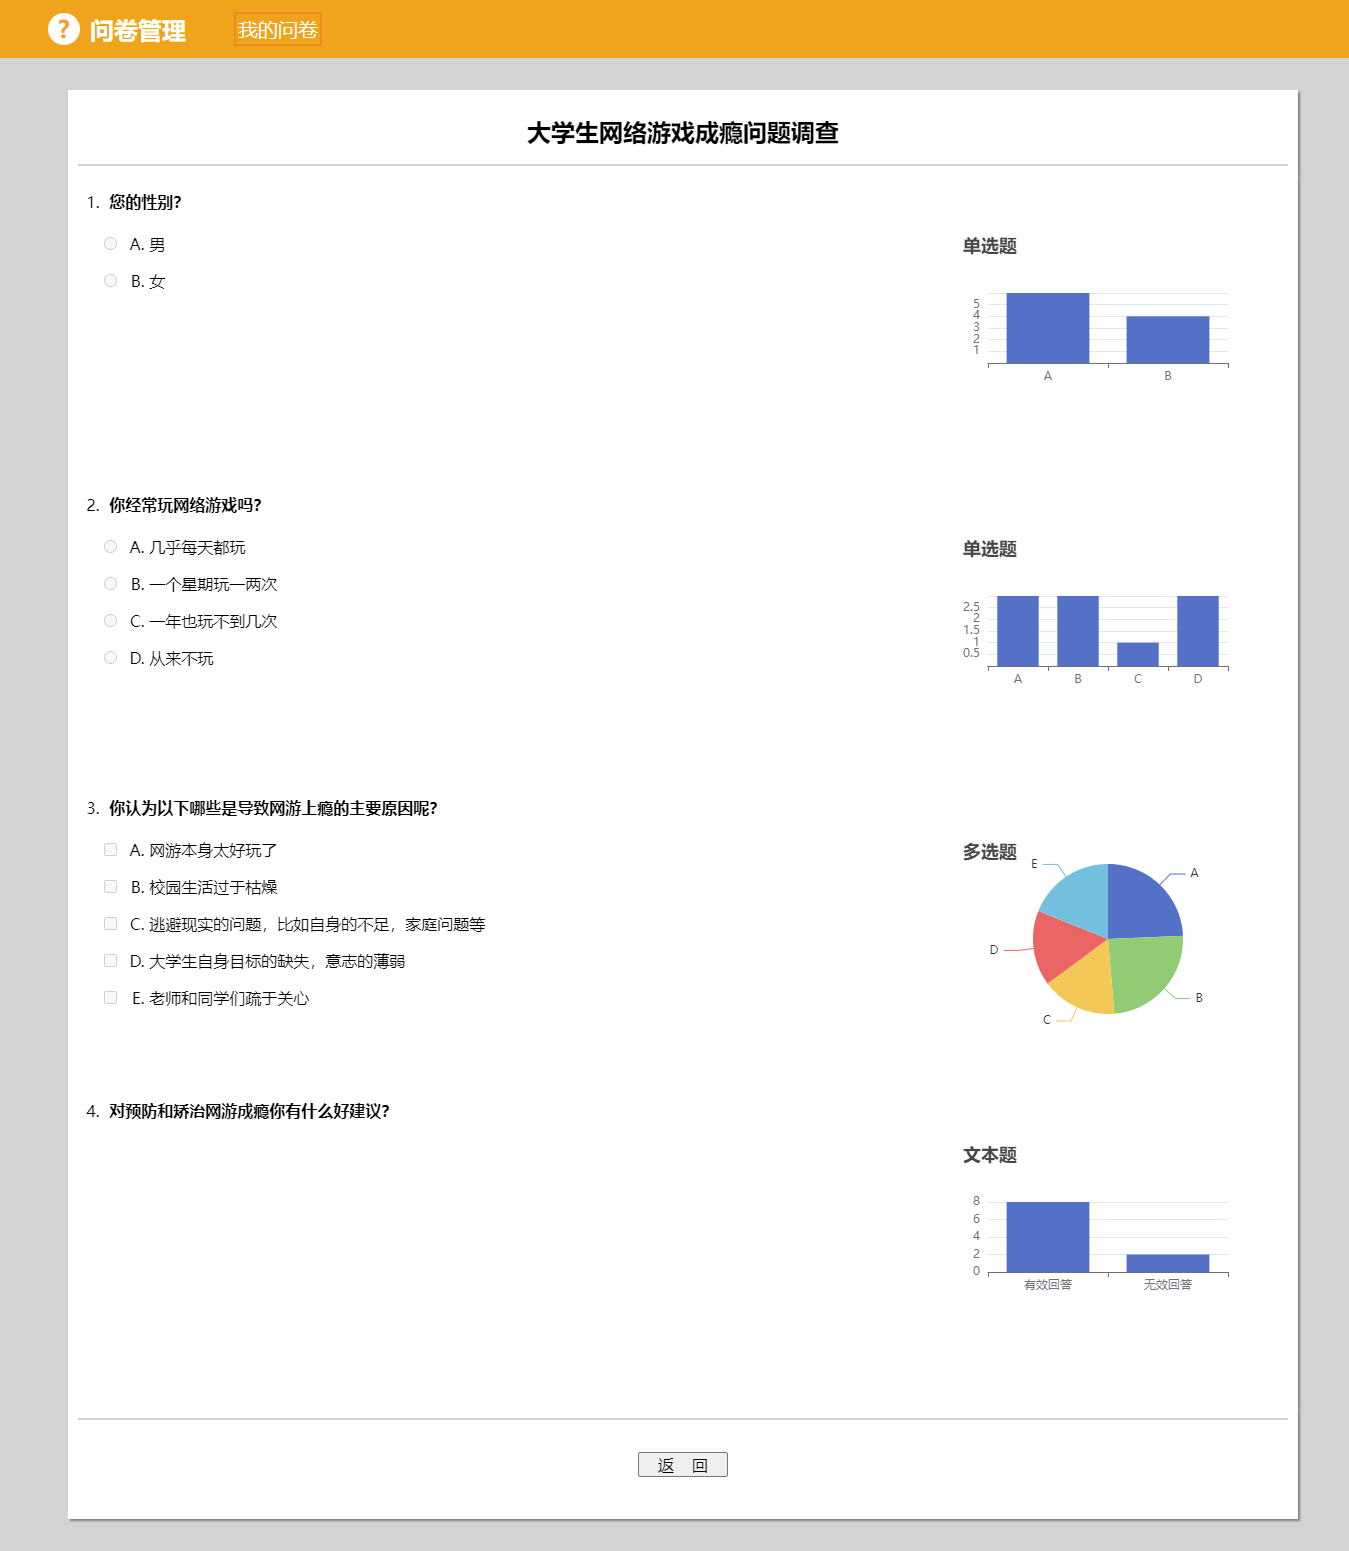 ? 问卷管理 我的问卷
大学生网络游戏成瘾问题调查
1. 您的性别?
A. 男
B. 女
单选题
5
4
3
2
1
A B
2. 你经常玩网络游戏吗?
A. 几乎每天都玩
B. 一个星期玩一两次
C. 一年也玩不到几次
D. 从来不玩
单选题
2.5
2
1.5
1
0.5
A B C D
3. 你认为以下哪些是导致网游上瘾的主要原因呢?
A. 网游本身太好玩了
B. 校园生活过于枯燥
C. 逃避现实的问题，比如自身的不足，家庭问题等
D. 大学生自身目标的缺失，意志的薄弱
E. 老师和同学们疏于关心
多选题
E
A
D
B
C
4. 对预防和矫治网游成瘾你有什么好建议?
文本题
8
6
4
2
0
有效回答 无效回答
返 回